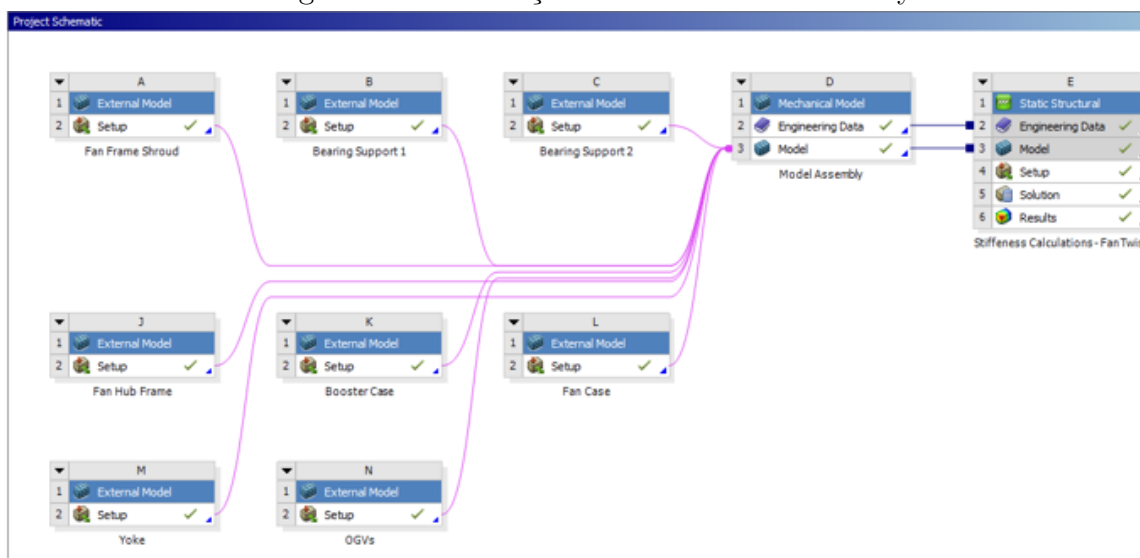 Project Schematic
A
1 External Model
2 Setup
Fan Frame Shroud
B
1 External Model
2 Setup
Bearing Support 1
C
1 External Model
2 Setup
Bearing Support 2
D
1 Mechanical Model
2 Engineering Data
3 Model
Model Assembly
E
1 Static Structural
2 Engineering Data
3 Model
4 Setup
5 Solution
6 Results
Stiffeness Calculations - Fan
J
1 External Model
2 Setup
Fan Hub Frame
K
1 External Model
2 Setup
Booster Case
L
1 External Model
2 Setup
Fan Case
M
1 External Model
2 Setup
Yoke
N
1 External Model
2 Setup
OGVs